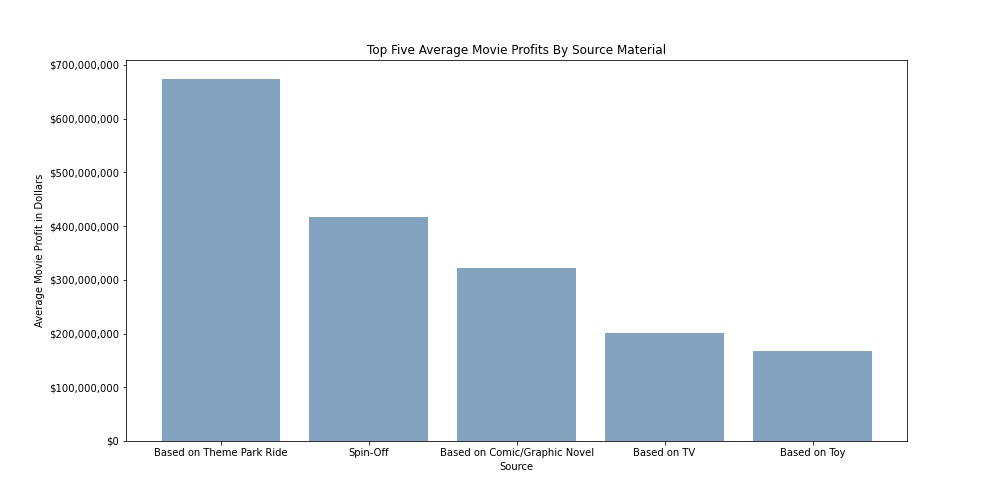 Top Five Average Movie Profits By Source Material
Average Movie Profit in Dollars
$700,000,000
$600,000,000
$500,000,000
$400,000,000
$300,000,000
$200,000,000
$100,000,000
$0
Based on Theme Park Ride Spin-Off Based on Comic/Graphic Novel Based on TV Based on Toy
Source